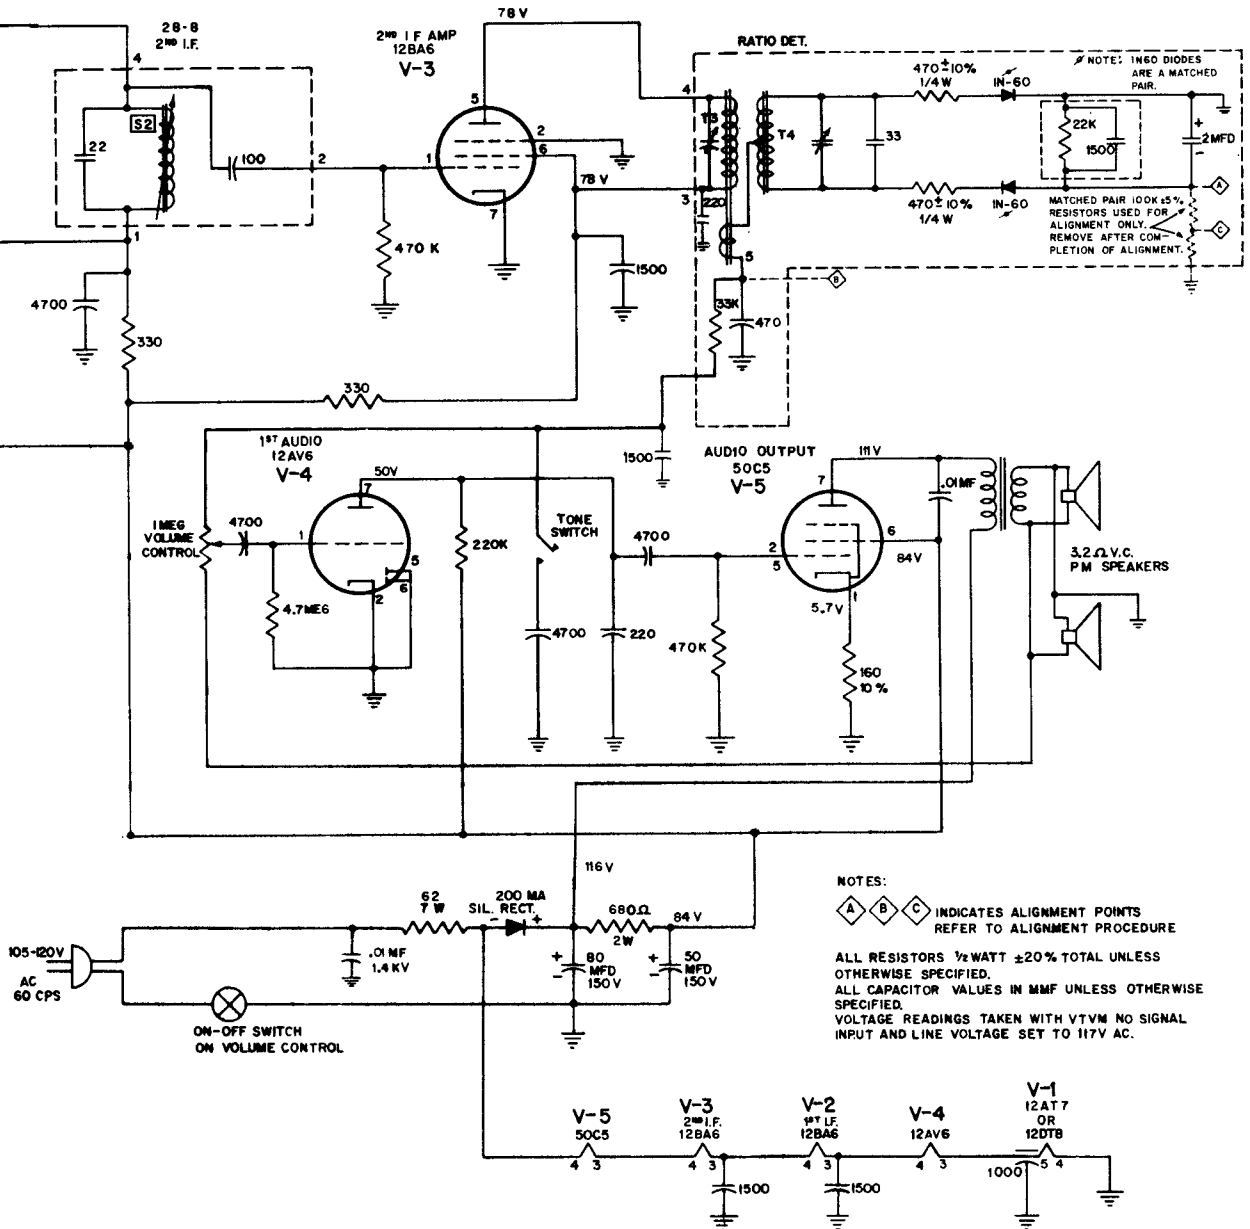 28-8
2ND I.F.
4
S2
22
100
2
1
4700
330
2ND I F AMP
12BA6
V-3
78 V
5
2
6
1
7
470 K
78 V
1500
330
RATIO DET.
4
T3
3
220
5
T4
33
470±10%
1/4 W
IN-60
NOTE: IN60 DIODES
ARE A MATCHED
PAIR.
22K
1500
+
2MFD
-
470±10%
1/4 W
IN-60
MATCHED PAIR 100K ±5%
RESISTORS USED FOR
ALIGNMENT ONLY.
REMOVE AFTER COM-
PLETION OF ALIGNMENT.
A
C
B
33K
470
1500
1ST AUDIO
12AV6
V-4
50V
7
1 MEG
VOLUME
CONTROL
4700
1
5
6
2
4.7MEG
220K
TONE
SWITCH
4700
220
4700
470K
AUDIO OUTPUT
50C5
V-5
111 V
7
2
5
6
84V
1
5.7V
160
10 %
.01MF
3.2 Ω V.C.
PM SPEAKERS
116 V
62
7 W
200 MA
SIL. RECT.
- +
680Ω
2W
84 V
105-120V
AC
60 CPS
.01MF
1.4 KV
+
80
MFD
150 V
-
+
50
MFD
150 V
-
ON-OFF SWITCH
ON VOLUME CONTROL
NOTES:
A B C INDICATES ALIGNMENT POINTS
REFER TO ALIGNMENT PROCEDURE
ALL RESISTORS 1/2 WATT ±20% TOTAL UNLESS
OTHERWISE SPECIFIED.
ALL CAPACITOR VALUES IN MMF UNLESS OTHERWISE
SPECIFIED.
VOLTAGE READINGS TAKEN WITH VTVM NO SIGNAL
INPUT AND LINE VOLTAGE SET TO 117V AC.
V-5
50C5
4 3
V-3
2ND I.F.
12BA6
4 3
1500
V-2
1ST I.F.
12BA6
4 3
1500
V-4
12AV6
4 3
V-1
12AT7
OR
12DT8
5 4
1000